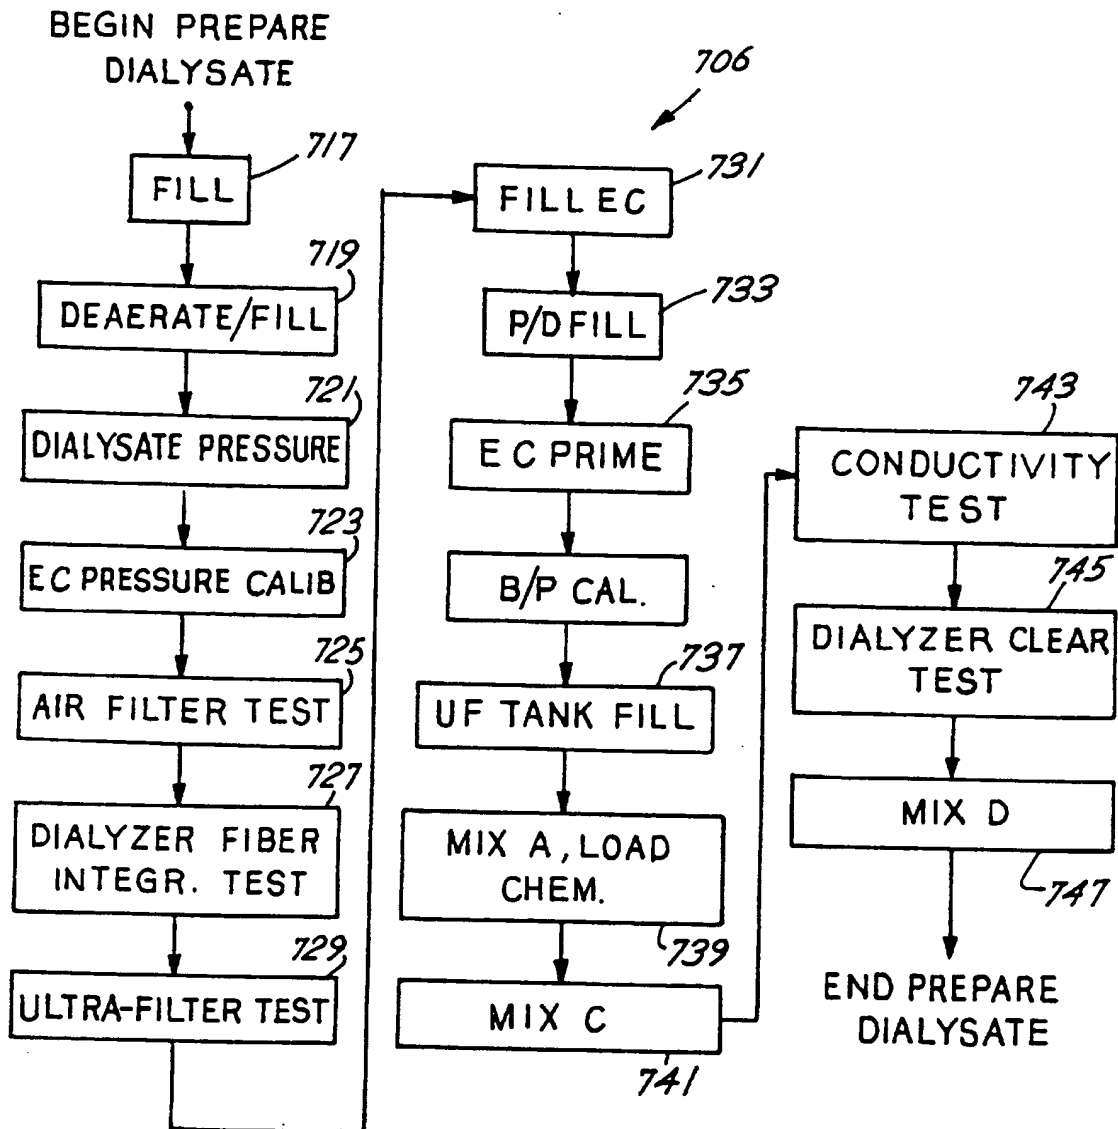 BEGIN PREPARE
DIALYSATE
717
FILL
719
DEAERATE/FILL
721
DIALYSATE PRESSURE
723
EC PRESSURE CALIB
725
AIR FILTER TEST
727
DIALYZER FIBER
INTEGR. TEST
729
ULTRA-FILTER TEST
706
731
FILL EC
733
P/D FILL
735
EC PRIME
B/P CAL.
737
UF TANK FILL
MIX A, LOAD
CHEM.
739
MIX C
741
743
CONDUCTIVITY
TEST
745
DIALYZER CLEAR
TEST
MIX D
747
END PREPARE
DIALYSATE